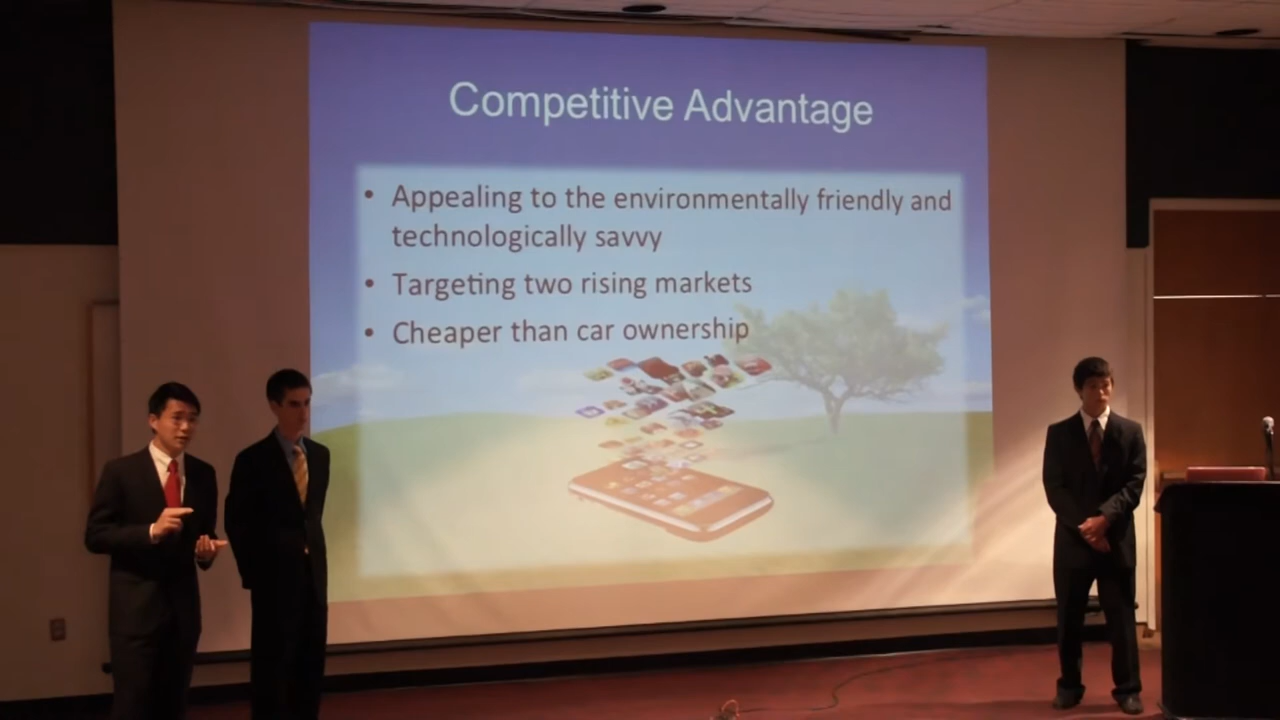 Competitive Advantage
• Appealing to the environmentally friendly and
technologically savvy
• Targeting two rising markets
• Cheaper than car ownership